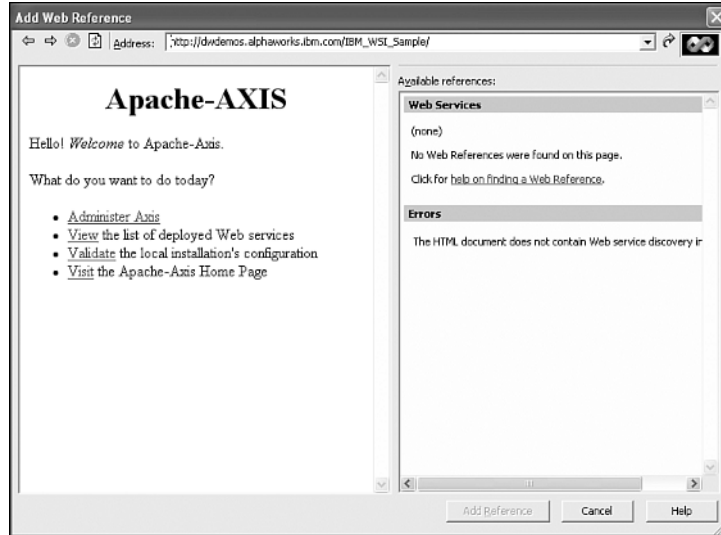 Add Web Reference
Address: http://dwdemos.alphaworks.ibm.com/IBM_WSI_Sample/
Apache-AXIS
Hello! Welcome to Apache-Axis.
What do you want to do today?
• Administer Axis
• View the list of deployed Web services
• Validate the local installation's configuration
• Visit the Apache-Axis Home Page
Available references:
Web Services
(none)
No Web References were found on this page.
Click for help on finding a Web Reference.
Errors
The HTML document does not contain Web service discovery ir
Add Reference
Cancel
Help